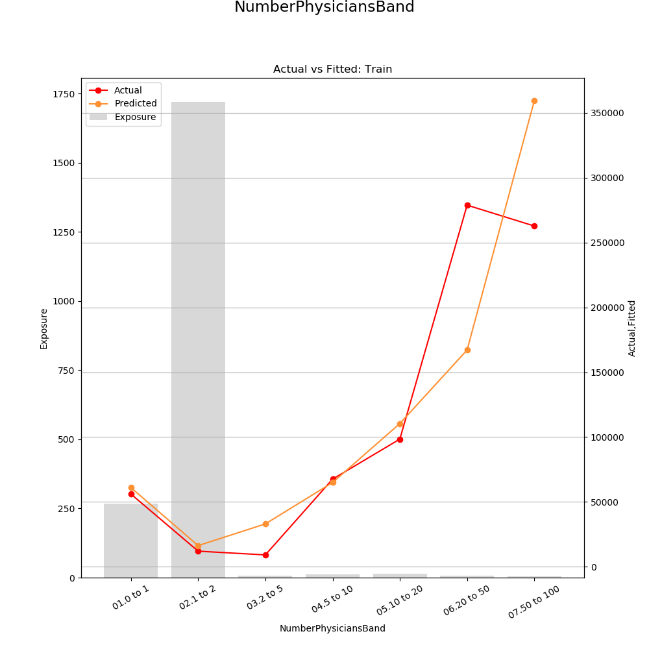 NumberPhysiciansBand
Actual vs Fitted: Train
Actual
Predicted
Exposure
1750
1500
1250
1000
750
500
250
0
Exposure
350000
300000
250000
200000
150000
100000
50000
0
Actual,Fitted
01.0 to 1
02.1 to 2
03.2 to 5
04.5 to 10
05.10 to 20
06.20 to 50
07.50 to 100
NumberPhysiciansBand